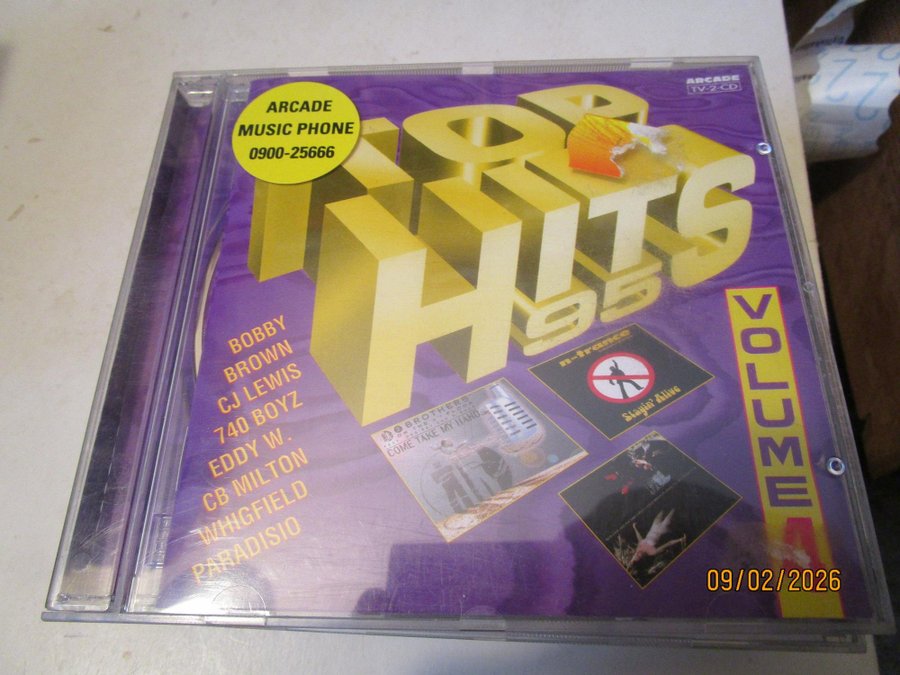 ARCADE
MUSIC PHONE
0900-25666
ARCADE
TV-2-CD
TOP
HITS
95
VOLUME 4
BOBBY
BROWN
CJ LEWIS
740 BOYZ
EDDY W.
CB MILTON
WHIGFIELD
PARADISIO
n-trance
Stayin' Alive
2 BROTHERS
COME TAKE MY HAND
09/02/2026